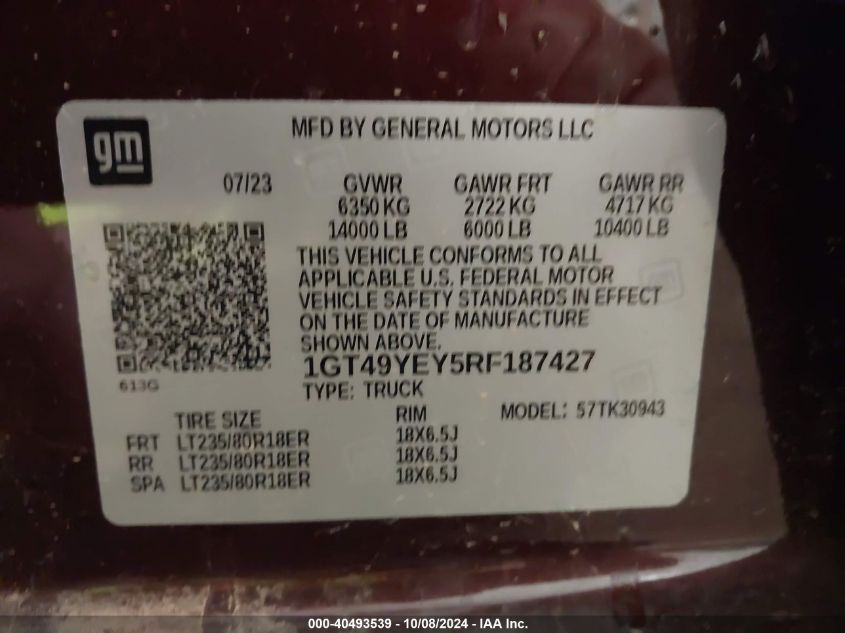 gm
MFD BY GENERAL MOTORS LLC
07/23 GVWR GAWR FRT GAWR RR
6350 KG 2722 KG 4717 KG
14000 LB 6000 LB 10400 LB
THIS VEHICLE CONFORMS TO ALL
APPLICABLE U.S. FEDERAL MOTOR
VEHICLE SAFETY STANDARDS IN EFFECT
ON THE DATE OF MANUFACTURE
SHOWN ABOVE.
1GT49YEY5RF187427
613G
TYPE: TRUCK
TIRE SIZE RIM MODEL: 57TK30943
FRT LT235/80R18ER 18X6.5J
RR LT235/80R18ER 18X6.5J
SPA LT235/80R18ER 18X6.5J
000-40493539 - 10/08/2024 - IAA Inc.